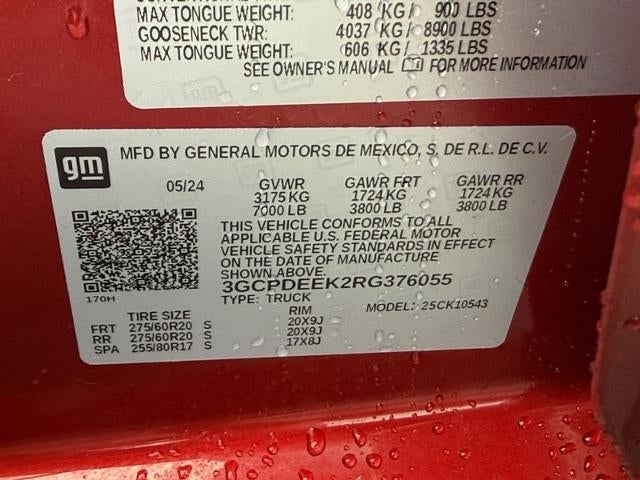 MAX TONGUE WEIGHT: 408 KG/ 900 LBS
GOOSENECK TWR: 4037 KG/ 8900 LBS
MAX TONGUE WEIGHT: 606 KG/ 1335 LBS
SEE OWNER'S MANUAL FOR MORE INFORMATION
gm
MFD BY GENERAL MOTORS DE MEXICO, S. DE R.L. DE C.V.
05/24 GVWR GAWR FRT GAWR RR
3175 KG 1724 KG 1724 KG
7000 LB 3800 LB 3800 LB
THIS VEHICLE CONFORMS TO ALL
APPLICABLE U.S. FEDERAL MOTOR
VEHICLE SAFETY STANDARDS IN EFFECT
ON THE DATE OF MANUFACTURE
SHOWN ABOVE.
3GCPDEEK2RG376055
170H
TYPE: TRUCK MODEL: 25CK10543
TIRE SIZE RIM
FRT 275/60R20 S 20X9J
RR 275/60R20 S 20X9J
SPA 255/80R17 S 17X8J